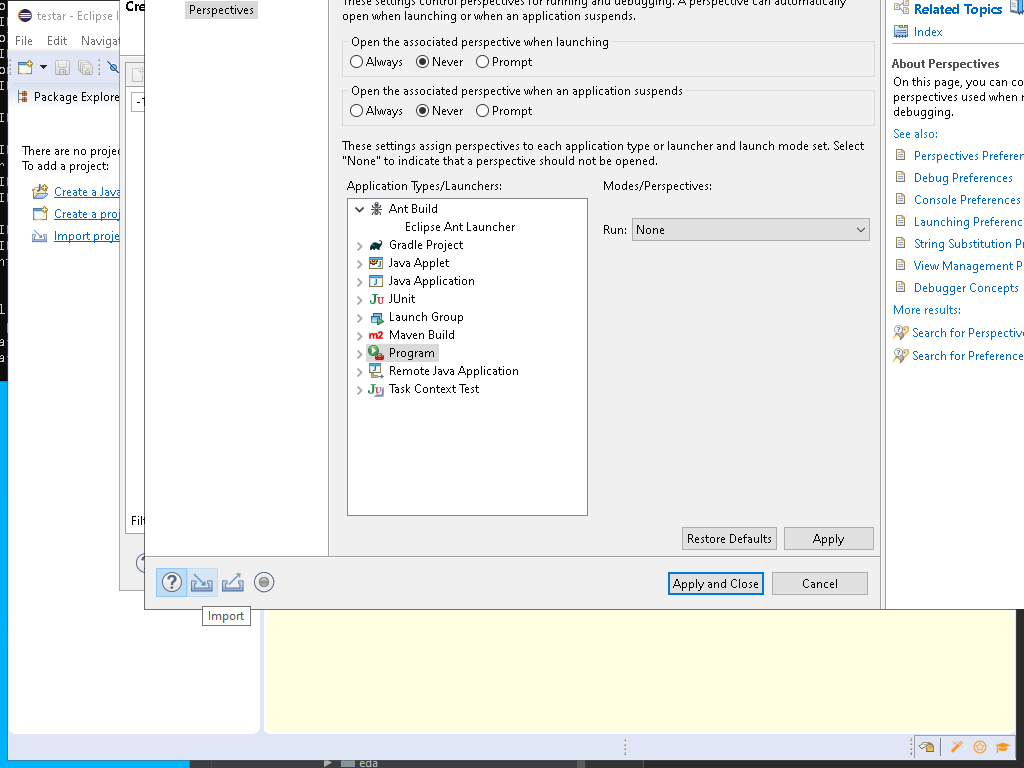 testar - Eclipse I
Cre
File Edit Navigat
Package Explore
There are no projec
To add a project:
Create a Java
Create a proj
Import proje
-1
Filt
Perspectives
These settings control perspectives for running and debugging. A perspective can automatically
open when launching or when an application suspends.
Open the associated perspective when launching
Always Never Prompt
Open the associated perspective when an application suspends
Always Never Prompt
These settings assign perspectives to each application type or launcher and launch mode set. Select
"None" to indicate that a perspective should not be opened.
Application Types/Launchers:
Modes/Perspectives:
Ant Build
Eclipse Ant Launcher
Gradle Project
Java Applet
Java Application
JUnit
Launch Group
Maven Build
Program
Remote Java Application
Task Context Test
Run: None
Restore Defaults
Apply
Apply and Close
Cancel
Import
Related Topics
Index
About Perspectives
On this page, you can co
perspectives used when r
debugging.
See also:
Perspectives Preferen
Debug Preferences
Console Preferences
Launching Preferenc
String Substitution P
View Management P
Debugger Concepts
More results:
Search for Perspective
Search for Preference
eda